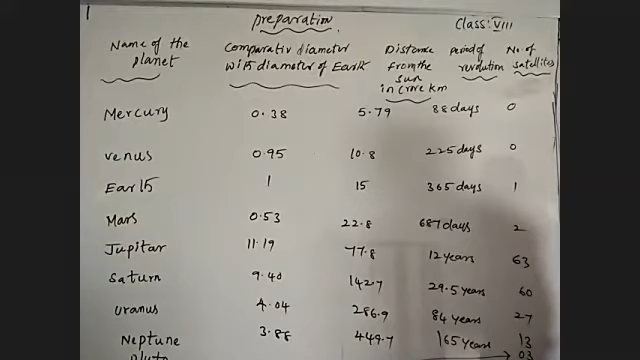 1
preparation
Class: VIII
Name of the planet
Comparativ diameter with diameter of Earth
Distance from the sun in crore km
period of revolution
No. of satellites
Mercury 0.38 5.79 88 days 0
venus 0.95 10.8 225 days 0
Earth 1 15 365 days 1
Mars 0.53 22.8 687 days 2
Jupitar 11.19 77.8 12 years 63
Saturn 9.40 142.7 29.5 years 60
uranus 4.04 286.9 84 years 27
Neptune 3.88 449.7 165 years 13
pluto 03